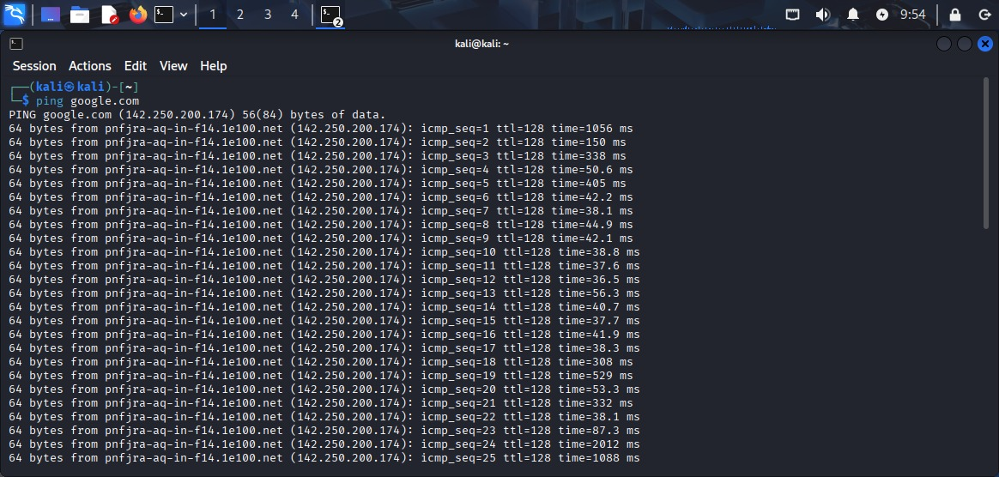 1 2 3 4 2 9:54
kali@kali: ~
Session Actions Edit View Help
┌──(kali㉿kali)-[~]
└─$ ping google.com
PING google.com (142.250.200.174) 56(84) bytes of data.
64 bytes from pnfjra-aq-in-f14.1e100.net (142.250.200.174): icmp_seq=1 ttl=128 time=1056 ms
64 bytes from pnfjra-aq-in-f14.1e100.net (142.250.200.174): icmp_seq=2 ttl=128 time=150 ms
64 bytes from pnfjra-aq-in-f14.1e100.net (142.250.200.174): icmp_seq=3 ttl=128 time=338 ms
64 bytes from pnfjra-aq-in-f14.1e100.net (142.250.200.174): icmp_seq=4 ttl=128 time=50.6 ms
64 bytes from pnfjra-aq-in-f14.1e100.net (142.250.200.174): icmp_seq=5 ttl=128 time=405 ms
64 bytes from pnfjra-aq-in-f14.1e100.net (142.250.200.174): icmp_seq=6 ttl=128 time=42.2 ms
64 bytes from pnfjra-aq-in-f14.1e100.net (142.250.200.174): icmp_seq=7 ttl=128 time=38.1 ms
64 bytes from pnfjra-aq-in-f14.1e100.net (142.250.200.174): icmp_seq=8 ttl=128 time=44.9 ms
64 bytes from pnfjra-aq-in-f14.1e100.net (142.250.200.174): icmp_seq=9 ttl=128 time=42.1 ms
64 bytes from pnfjra-aq-in-f14.1e100.net (142.250.200.174): icmp_seq=10 ttl=128 time=38.8 ms
64 bytes from pnfjra-aq-in-f14.1e100.net (142.250.200.174): icmp_seq=11 ttl=128 time=37.6 ms
64 bytes from pnfjra-aq-in-f14.1e100.net (142.250.200.174): icmp_seq=12 ttl=128 time=36.5 ms
64 bytes from pnfjra-aq-in-f14.1e100.net (142.250.200.174): icmp_seq=13 ttl=128 time=56.3 ms
64 bytes from pnfjra-aq-in-f14.1e100.net (142.250.200.174): icmp_seq=14 ttl=128 time=40.7 ms
64 bytes from pnfjra-aq-in-f14.1e100.net (142.250.200.174): icmp_seq=15 ttl=128 time=37.7 ms
64 bytes from pnfjra-aq-in-f14.1e100.net (142.250.200.174): icmp_seq=16 ttl=128 time=41.9 ms
64 bytes from pnfjra-aq-in-f14.1e100.net (142.250.200.174): icmp_seq=17 ttl=128 time=38.3 ms
64 bytes from pnfjra-aq-in-f14.1e100.net (142.250.200.174): icmp_seq=18 ttl=128 time=308 ms
64 bytes from pnfjra-aq-in-f14.1e100.net (142.250.200.174): icmp_seq=19 ttl=128 time=529 ms
64 bytes from pnfjra-aq-in-f14.1e100.net (142.250.200.174): icmp_seq=20 ttl=128 time=53.3 ms
64 bytes from pnfjra-aq-in-f14.1e100.net (142.250.200.174): icmp_seq=21 ttl=128 time=332 ms
64 bytes from pnfjra-aq-in-f14.1e100.net (142.250.200.174): icmp_seq=22 ttl=128 time=38.1 ms
64 bytes from pnfjra-aq-in-f14.1e100.net (142.250.200.174): icmp_seq=23 ttl=128 time=87.3 ms
64 bytes from pnfjra-aq-in-f14.1e100.net (142.250.200.174): icmp_seq=24 ttl=128 time=2012 ms
64 bytes from pnfjra-aq-in-f14.1e100.net (142.250.200.174): icmp_seq=25 ttl=128 time=1088 ms